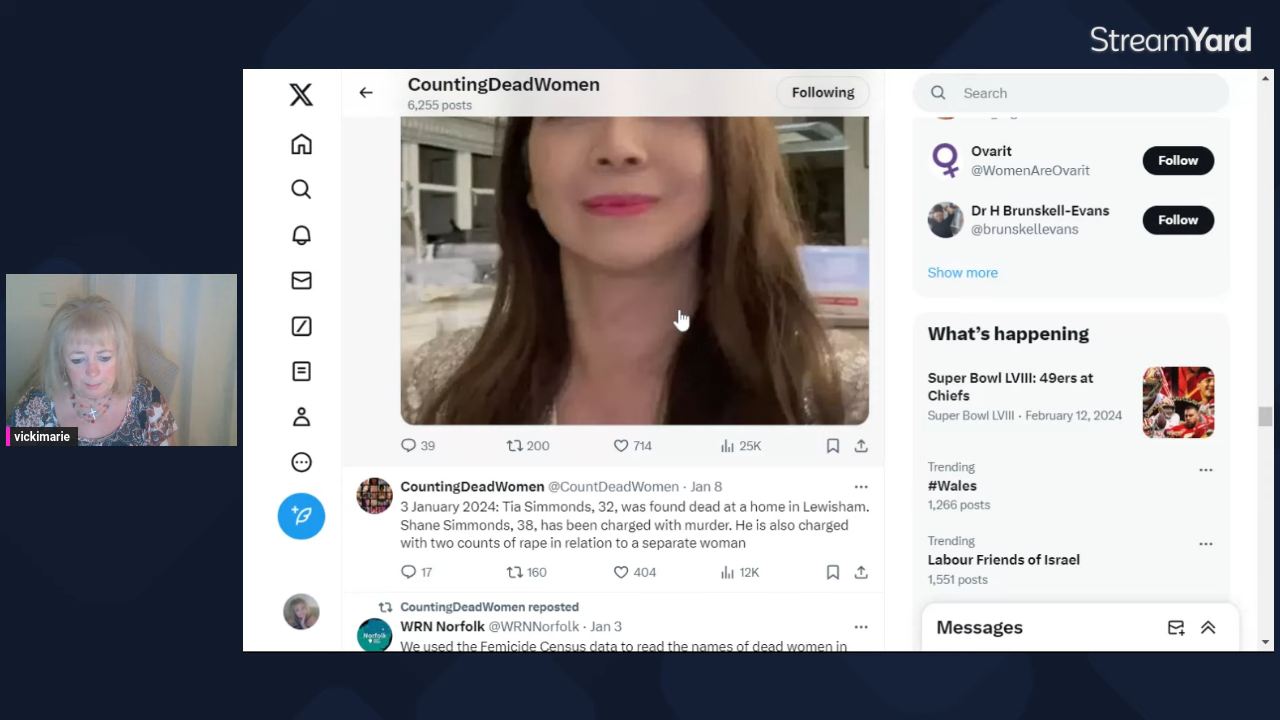 StreamYard
CountingDeadWomen
6,255 posts
Following
39
200
714
25K
CountingDeadWomen @CountDeadWomen · Jan 8
3 January 2024: Tia Simmonds, 32, was found dead at a home in Lewisham.
Shane Simmonds, 38, has been charged with murder. He is also charged
with two counts of rape in relation to a separate woman
17
160
404
12K
CountingDeadWomen reposted
WRN Norfolk @WRNNorfolk · Jan 3
We used the Femicide Census data to read the names of dead women in
Norfolk
Search
Ovarit
@WomenAreOvarit
Follow
Dr H Brunskell-Evans
@brunskellevans
Follow
Show more
What's happening
Super Bowl LVIII: 49ers at
Chiefs
Super Bowl LVIII · February 12, 2024
Trending
#Wales
1,266 posts
Trending
Labour Friends of Israel
1,551 posts
Messages
vickimarie